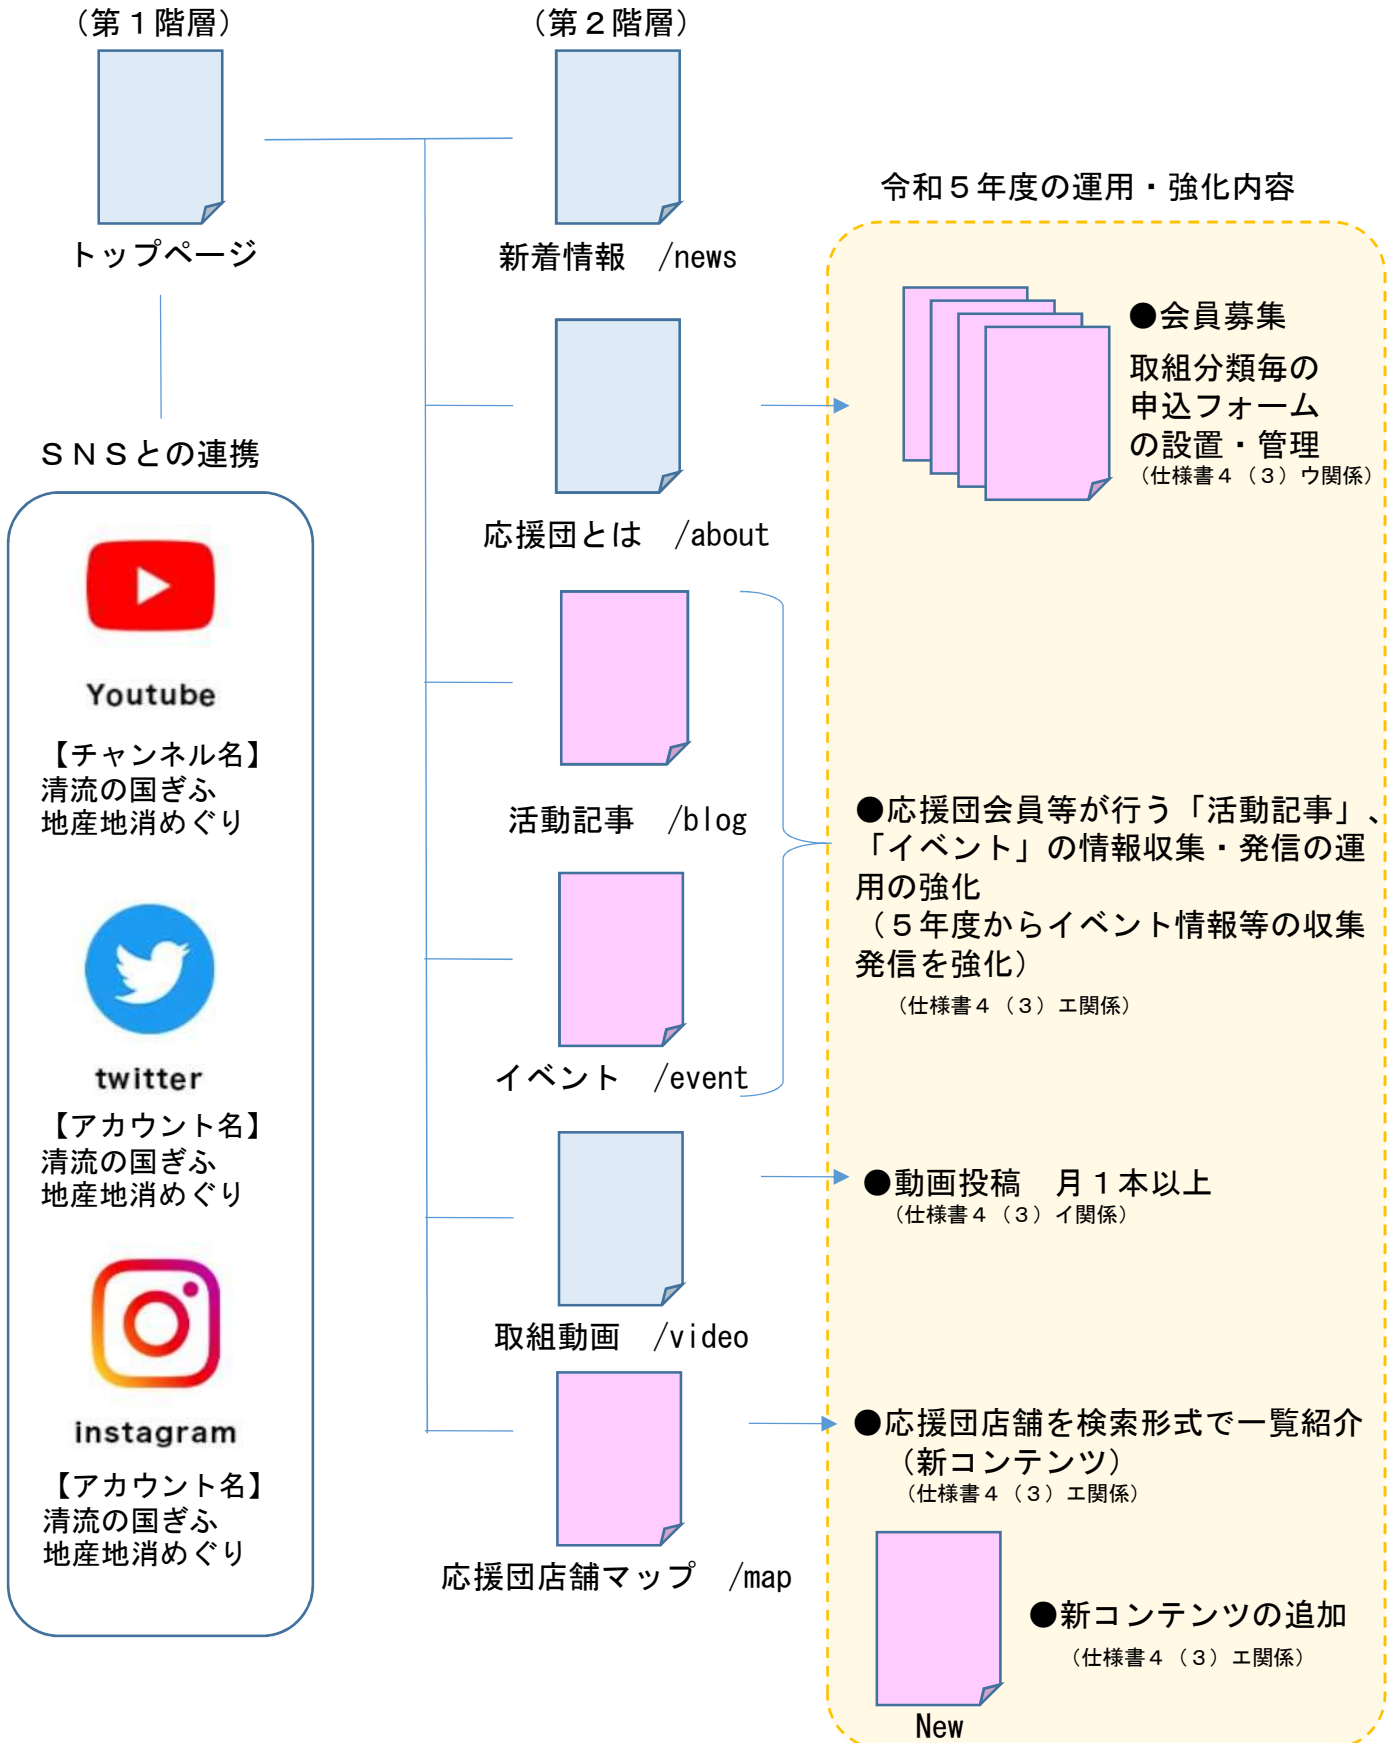 （第１階層）
トップページ
ＳＮＳとの連携
Youtube
【チャンネル名】
清流の国ぎふ
地産地消めぐり
twitter
【アカウント名】
清流の国ぎふ
地産地消めぐり
instagram
【アカウント名】
清流の国ぎふ
地産地消めぐり
（第２階層）
新着情報　/news
応援団とは　/about
活動記事　/blog
イベント　/event
取組動画　/video
応援団店舗マップ　/map
令和５年度の運用・強化内容
●会員募集
取組分類毎の
申込フォーム
の設置・管理
（仕様書４（３）ウ関係）
●応援団会員等が行う「活動記事」、
「イベント」の情報収集・発信の運
用の強化
（５年度からイベント情報等の収集
発信を強化）
（仕様書４（３）エ関係）
●動画投稿　月１本以上
（仕様書４（３）イ関係）
●応援団店舗を検索形式で一覧紹介
（新コンテンツ）
（仕様書４（３）エ関係）
●新コンテンツの追加
（仕様書４（３）エ関係）
New